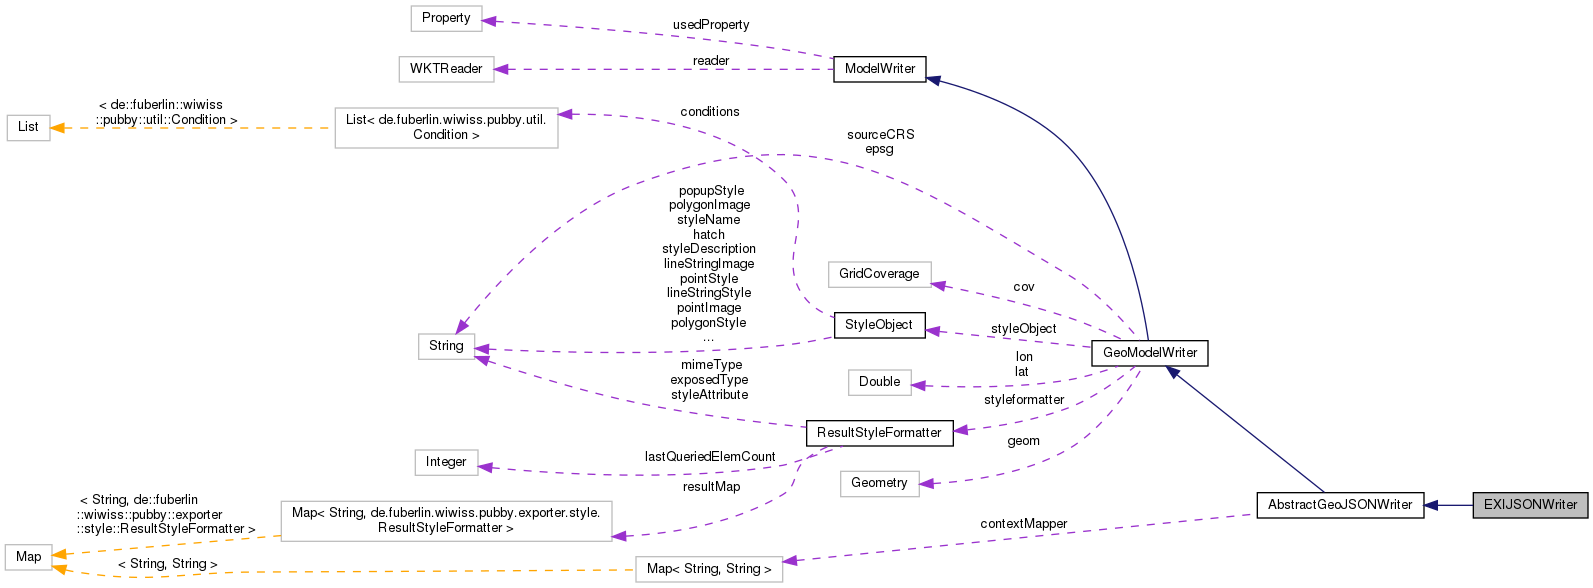 Property
usedProperty
WKTReader
reader
ModelWriter
< de::fuberlin::wiwiss
::pubby::util::Condition >
List
List< de.fuberlin.wiwiss.pubby.util.
Condition >
conditions
sourceCRS
epsg
popupStyle
polygonImage
styleName
hatch
styleDescription
lineStringImage
pointStyle
lineStringStyle
pointImage
polygonStyle
...
GridCoverage
cov
StyleObject
styleObject
String
GeoModelWriter
lon
lat
Double
mimeType
exposedType
styleAttribute
styleformatter
ResultStyleFormatter
geom
Integer
lastQueriedElemCount
resultMap
Geometry
< String, de::fuberlin
::wiwiss::pubby::exporter
::style::ResultStyleFormatter >
Map< String, de.fuberlin.wiwiss.pubby.exporter.style.
ResultStyleFormatter >
AbstractGeoJSONWriter
EXIJSONWriter
contextMapper
Map
< String, String >
Map< String, String >